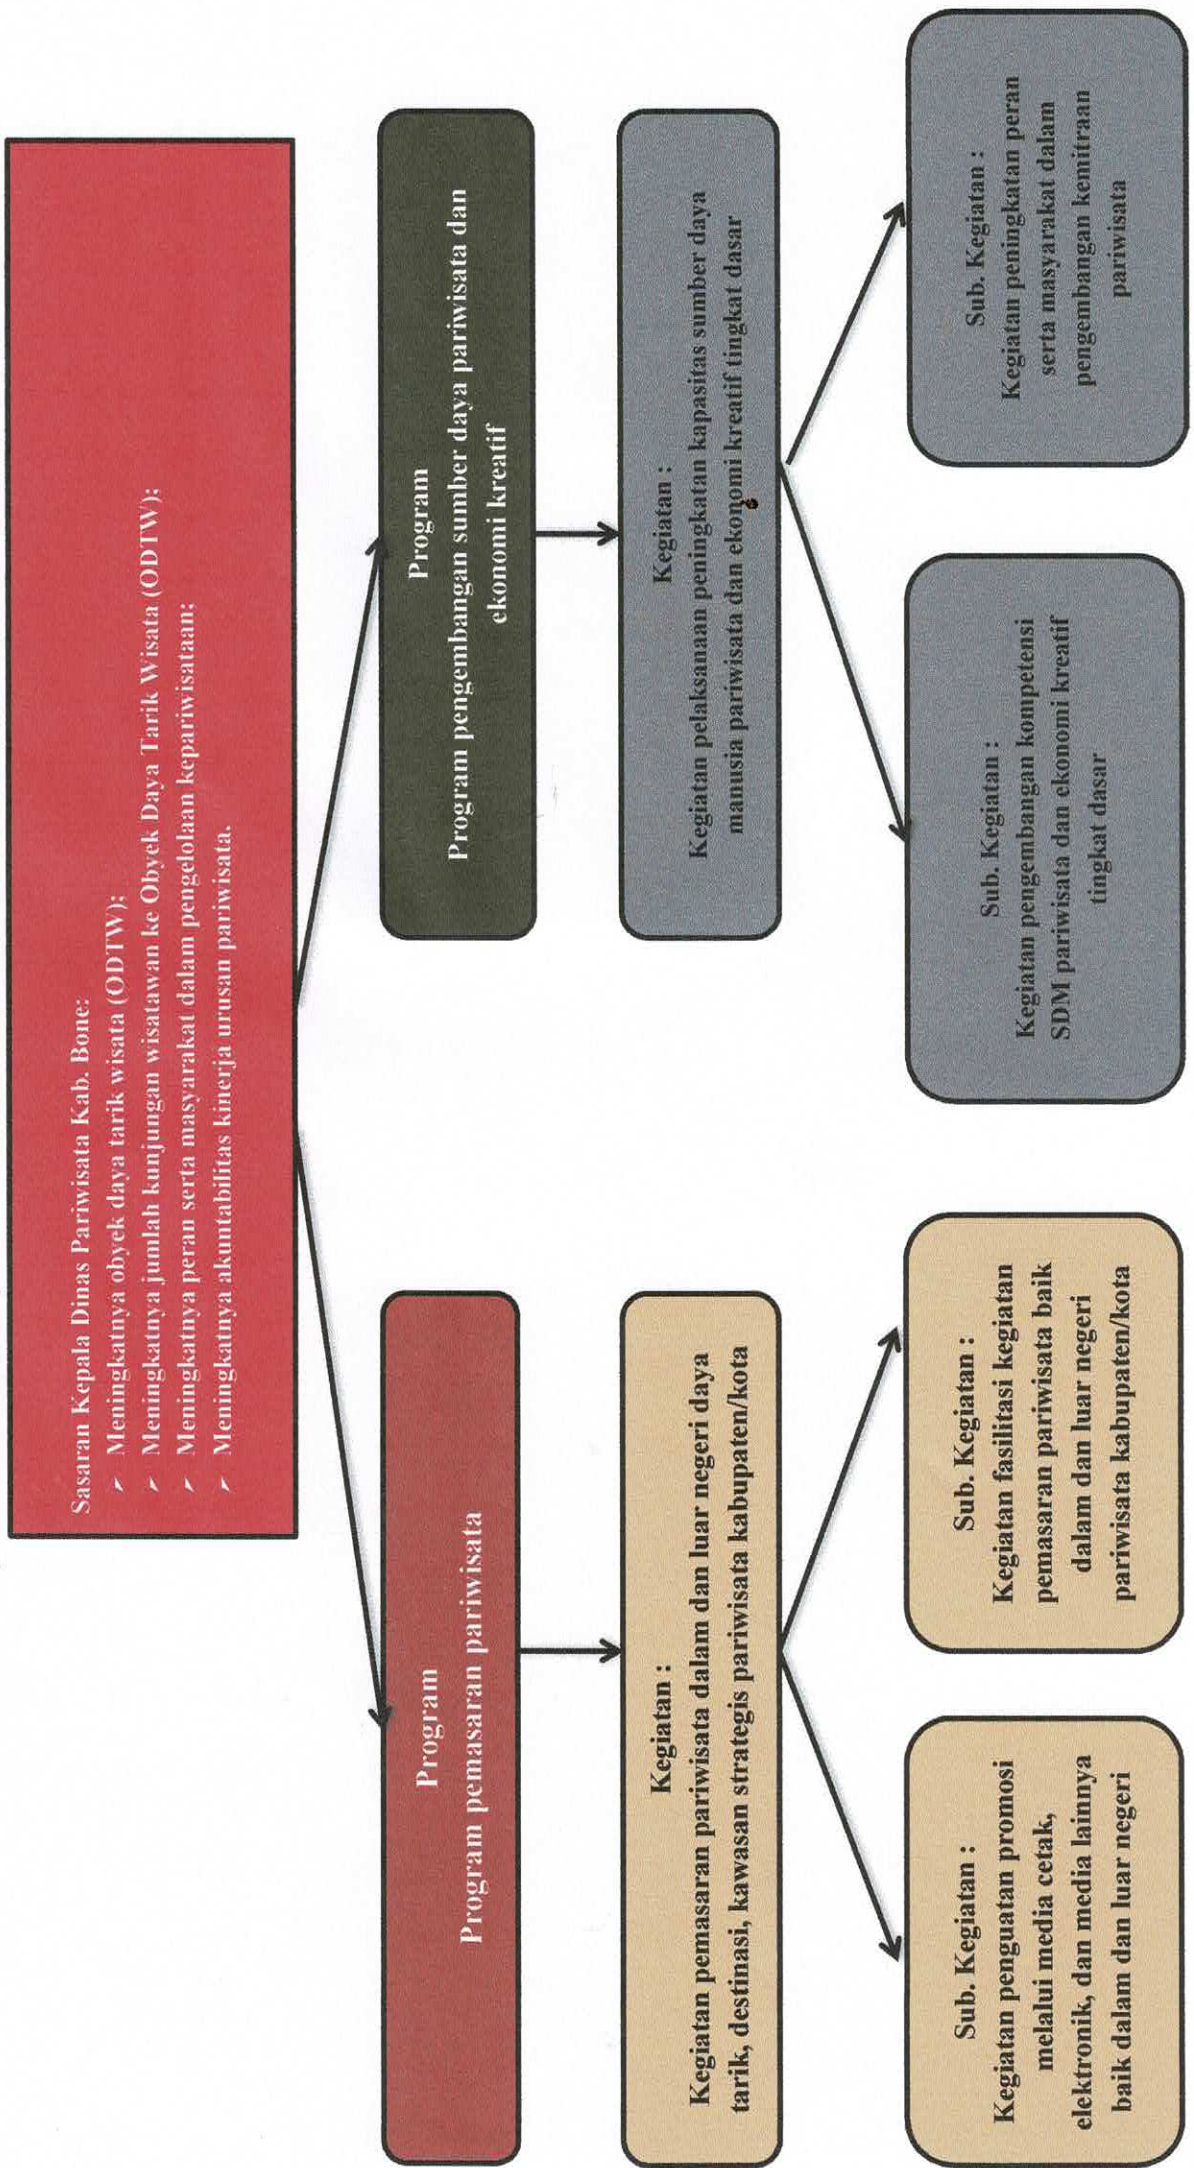 Sasaran Kepala Dinas Pariwisata Kab. Bone:
➢ Meningkatnya obyek daya tarik wisata (ODTW);
➢ Meningkatnya jumlah kunjungan wisatawan ke Obyek Daya Tarik Wisata (ODTW);
➢ Meningkatnya peran serta masyarakat dalam pengelolaan kepariwisataan;
➢ Meningkatnya akuntabilitas kinerja urusan pariwisata.
Program
Program pemasaran pariwisata
Program
Program pengembangan sumber daya pariwisata dan
ekonomi kreatif
Kegiatan :
Kegiatan pemasaran pariwisata dalam dan luar negeri daya
tarik, destinasi, kawasan strategis pariwisata kabupaten/kota
Kegiatan :
Kegiatan pelaksanaan peningkatan kapasitas sumber daya
manusia pariwisata dan ekonomi kreatif tingkat dasar
Sub. Kegiatan :
Kegiatan penguatan promosi
melalui media cetak,
elektronik, dan media lainnya
baik dalam dan luar negeri
Sub. Kegiatan :
Kegiatan fasilitasi kegiatan
pemasaran pariwisata baik
dalam dan luar negeri
pariwisata kabupaten/kota
Sub. Kegiatan :
Kegiatan pengembangan kompetensi
SDM pariwisata dan ekonomi kreatif
tingkat dasar
Sub. Kegiatan :
Kegiatan peningkatan peran
serta masyarakat dalam
pengembangan kemitraan
pariwisata